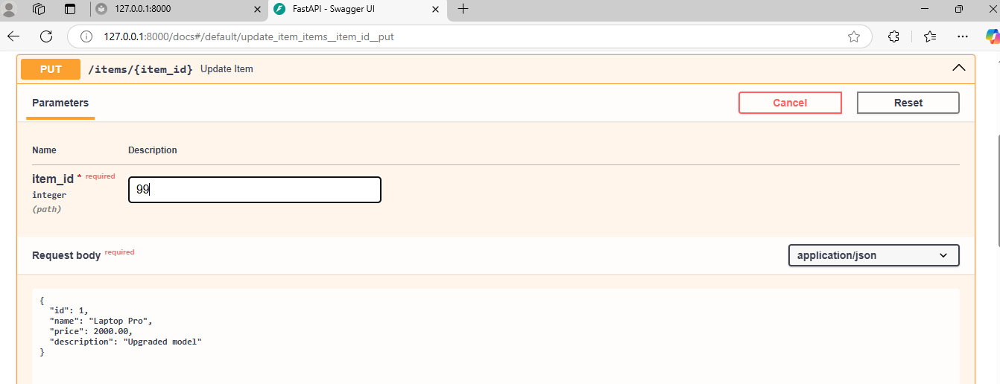 127.0.0.1:8000
FastAPI - Swagger UI
127.0.0.1:8000/docs#/default/update_item_items__item_id__put
PUT /items/{item_id} Update Item
Parameters
Cancel
Reset
Name Description
item_id * required
integer
(path)
99
Request body required
application/json
{
  "id": 1,
  "name": "Laptop Pro",
  "price": 2000.00,
  "description": "Upgraded model"
}